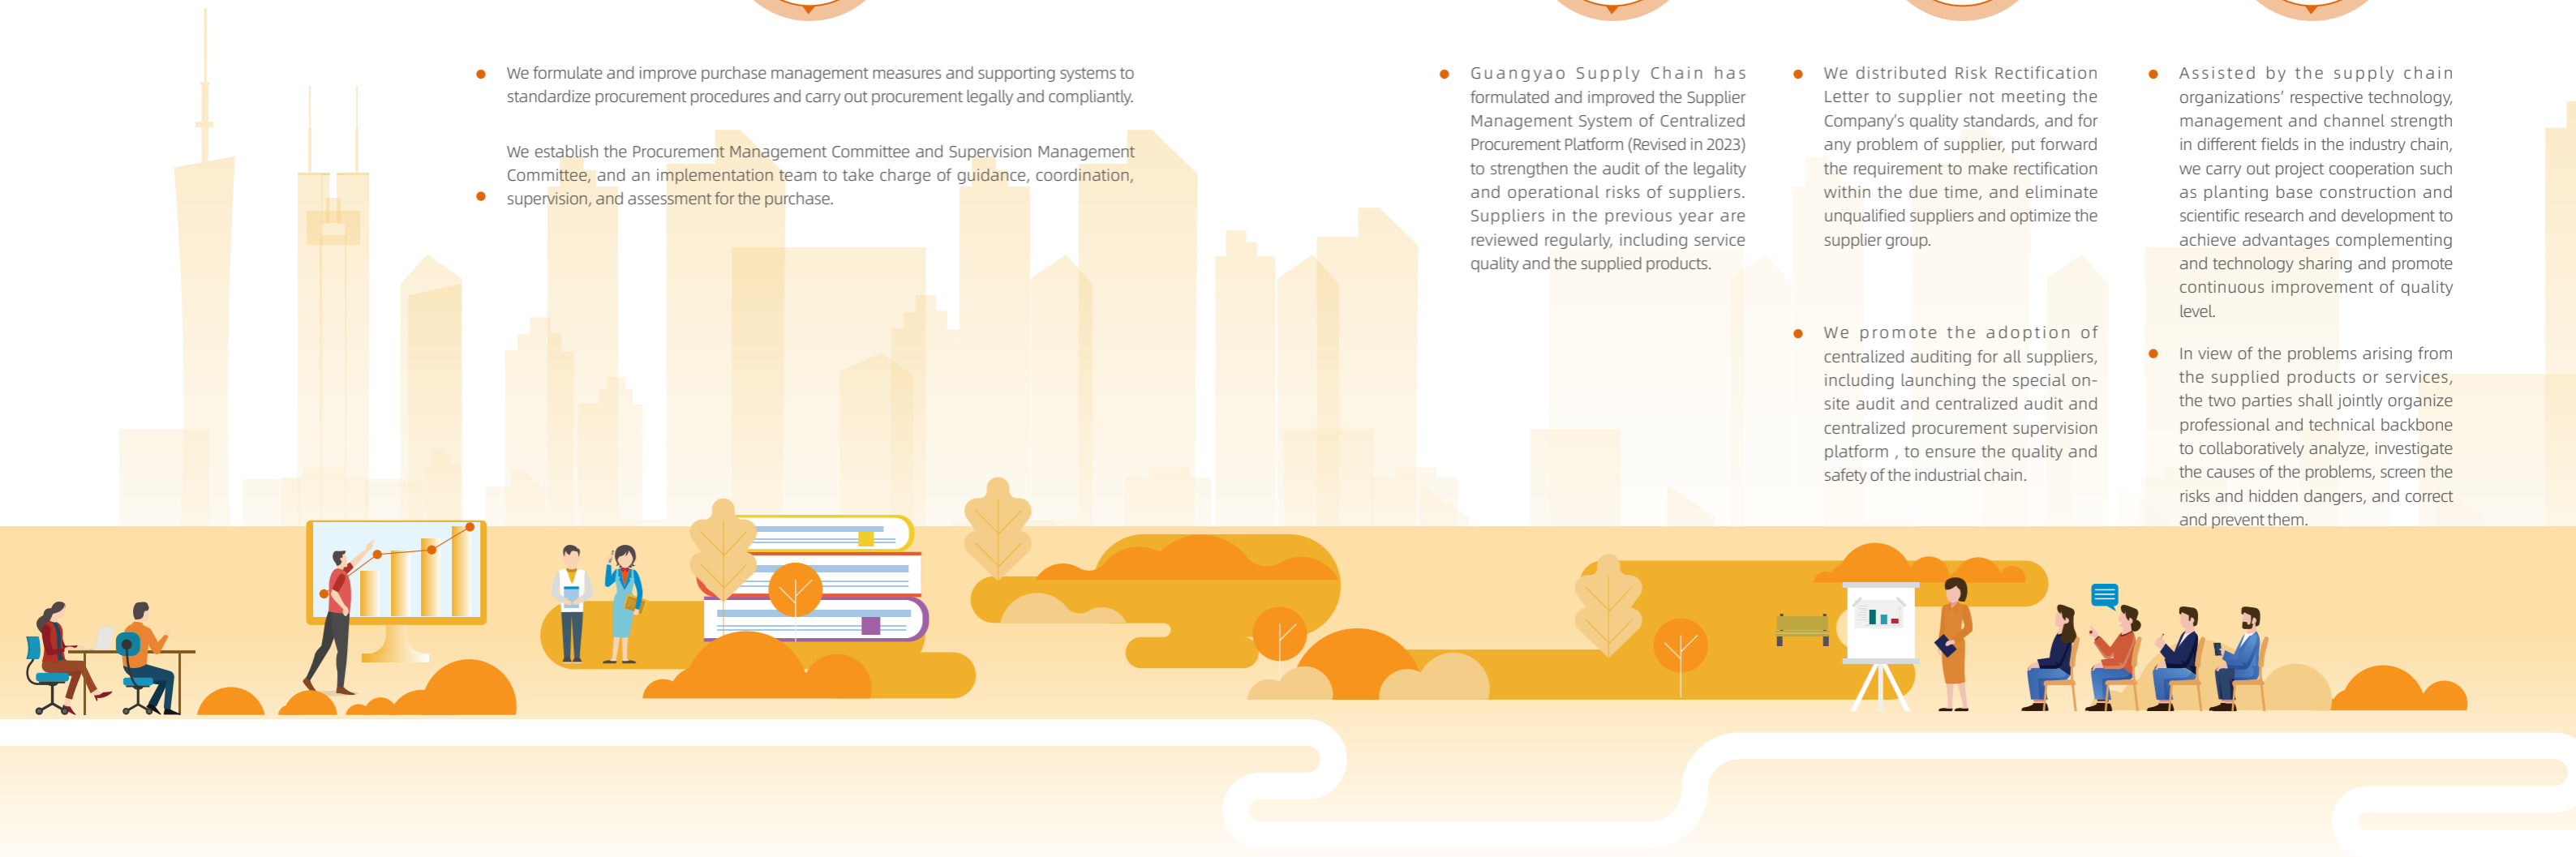 We formulate and improve purchase management measures and supporting systems to
standardize procurement procedures and carry out procurement legally and compliantly.
We establish the Procurement Management Committee and Supervision Management
Committee, and an implementation team to take charge of guidance, coordination,
supervision, and assessment for the purchase.
Guangyao Supply Chain has
formulated and improved the Supplier
Management System of Centralized
Procurement Platform (Revised in 2023)
to strengthen the audit of the legality
and operational risks of suppliers.
Suppliers in the previous year are
reviewed regularly, including service
quality and the supplied products.
We distributed Risk Rectification
Letter to supplier not meeting the
Company's quality standards, and for
any problem of supplier, put forward
the requirement to make rectification
within the due time, and eliminate
unqualified suppliers and optimize the
supplier group.
We promote the adoption of
centralized auditing for all suppliers,
including launching the special on-
site audit and centralized audit and
centralized procurement supervision
platform , to ensure the quality and
safety of the industrial chain.
Assisted by the supply chain
organizations' respective technology,
management and channel strength
in different fields in the industry chain,
we carry out project cooperation such
as planting base construction and
scientific research and development to
achieve advantages complementing
and technology sharing and promote
continuous improvement of quality
level.
In view of the problems arising from
the supplied products or services,
the two parties shall jointly organize
professional and technical backbone
to collaboratively analyze, investigate
the causes of the problems, screen the
risks and hidden dangers, and correct
and prevent them.